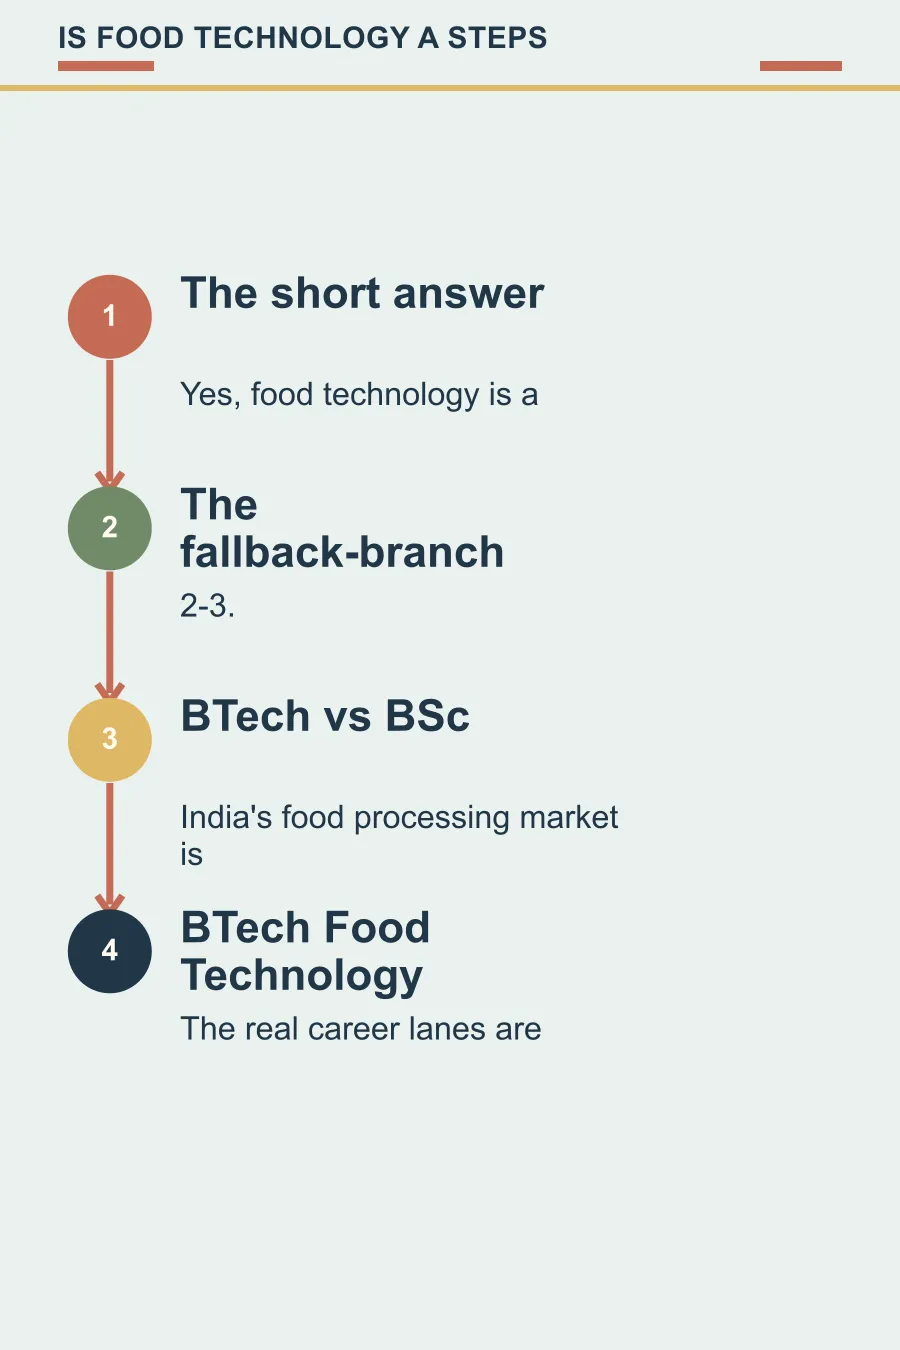 IS FOOD TECHNOLOGY A STEPS
1
The short answer
Yes, food technology is a
2
The
fallback-branch
2-3.
3
BTech vs BSc
India's food processing market
is
4
BTech Food
Technology
The real career lanes are